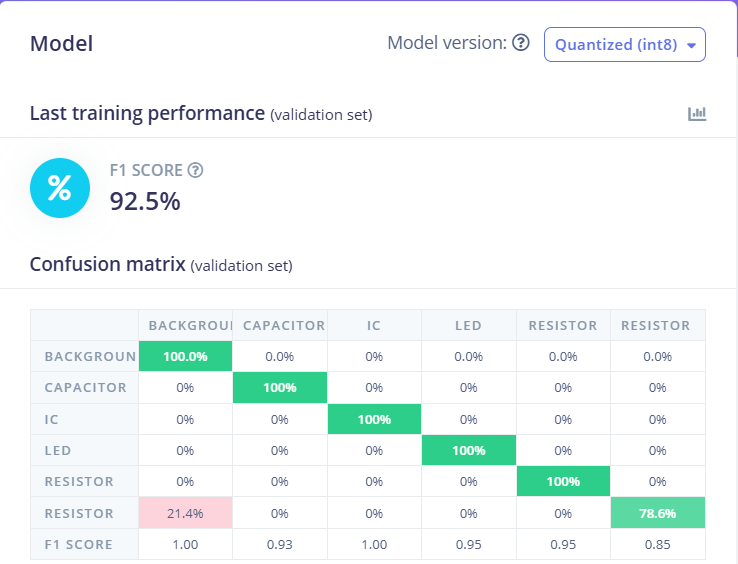 Model
Model version: Quantized (int8)
Last training performance (validation set)
%
F1 SCORE
92.5%
Confusion matrix (validation set)
BACKGROU CAPACITOR IC LED RESISTOR RESISTOR
BACKGROUN 100.0% 0.0% 0% 0.0% 0.0% 0.0%
CAPACITOR 0% 100% 0% 0% 0% 0%
IC 0% 0% 100% 0% 0% 0%
LED 0% 0% 0% 100% 0% 0%
RESISTOR 0% 0% 0% 0% 100% 0%
RESISTOR 21.4% 0% 0% 0% 0% 78.6%
F1 SCORE 1.00 0.93 1.00 0.95 0.95 0.85